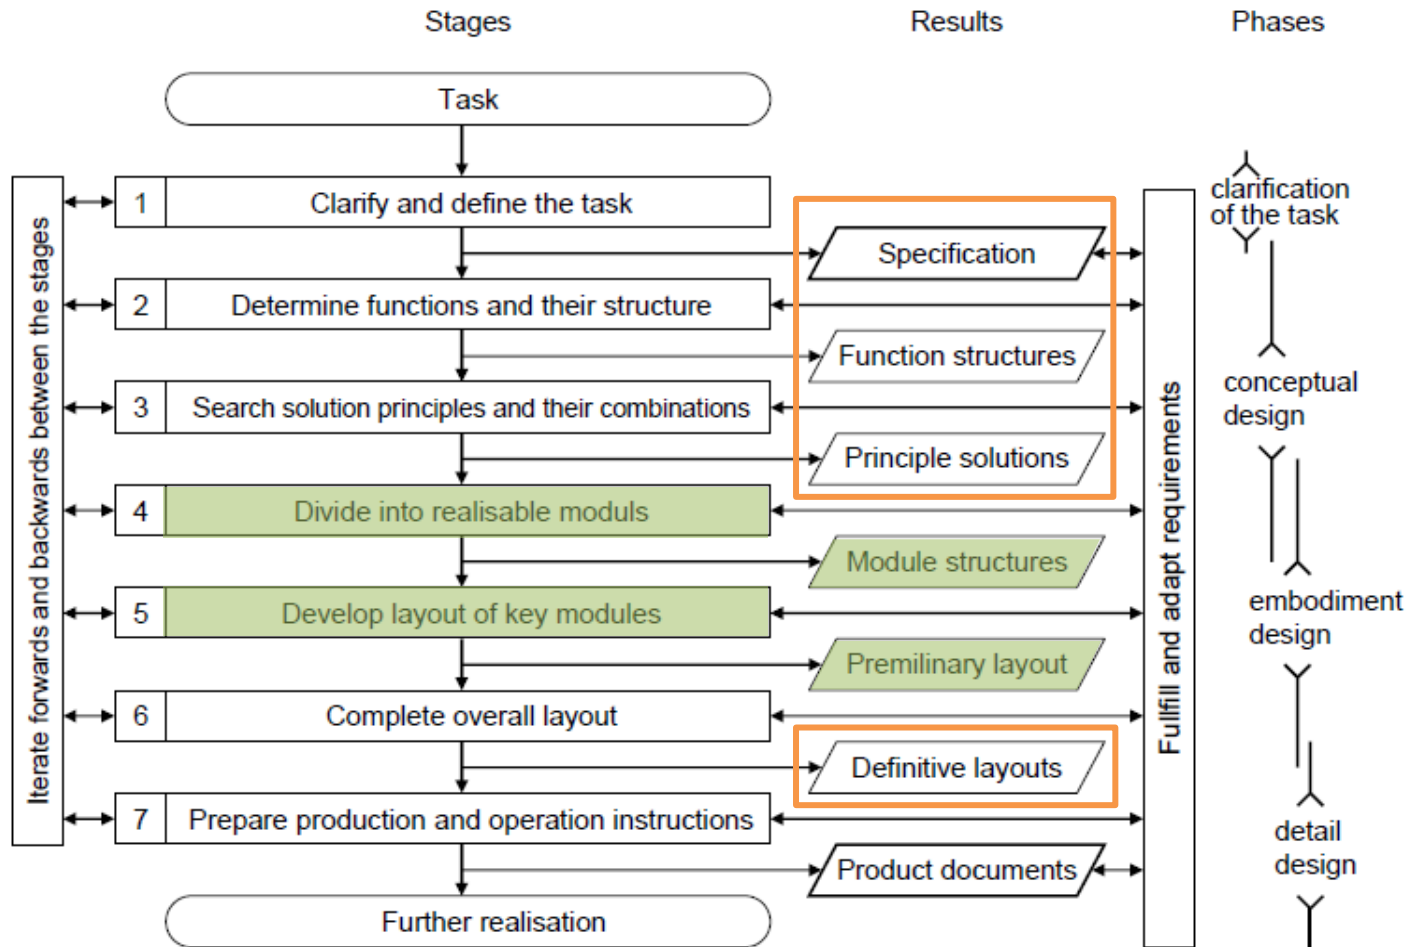 Stages
Results
Phases
Task
1 Clarify and define the task
clarification
of the task
Specification
2 Determine functions and their structure
Function structures
conceptual
design
3 Search solution principles and their combinations
Principle solutions
4 Divide into realisable moduls
Module structures
embodiment
design
5 Develop layout of key modules
Premilinary layout
6 Complete overall layout
Definitive layouts
7 Prepare production and operation instructions
detail
design
Product documents
Further realisation
Iterate forwards and backwards between the stages
Fullfill and adapt requirements